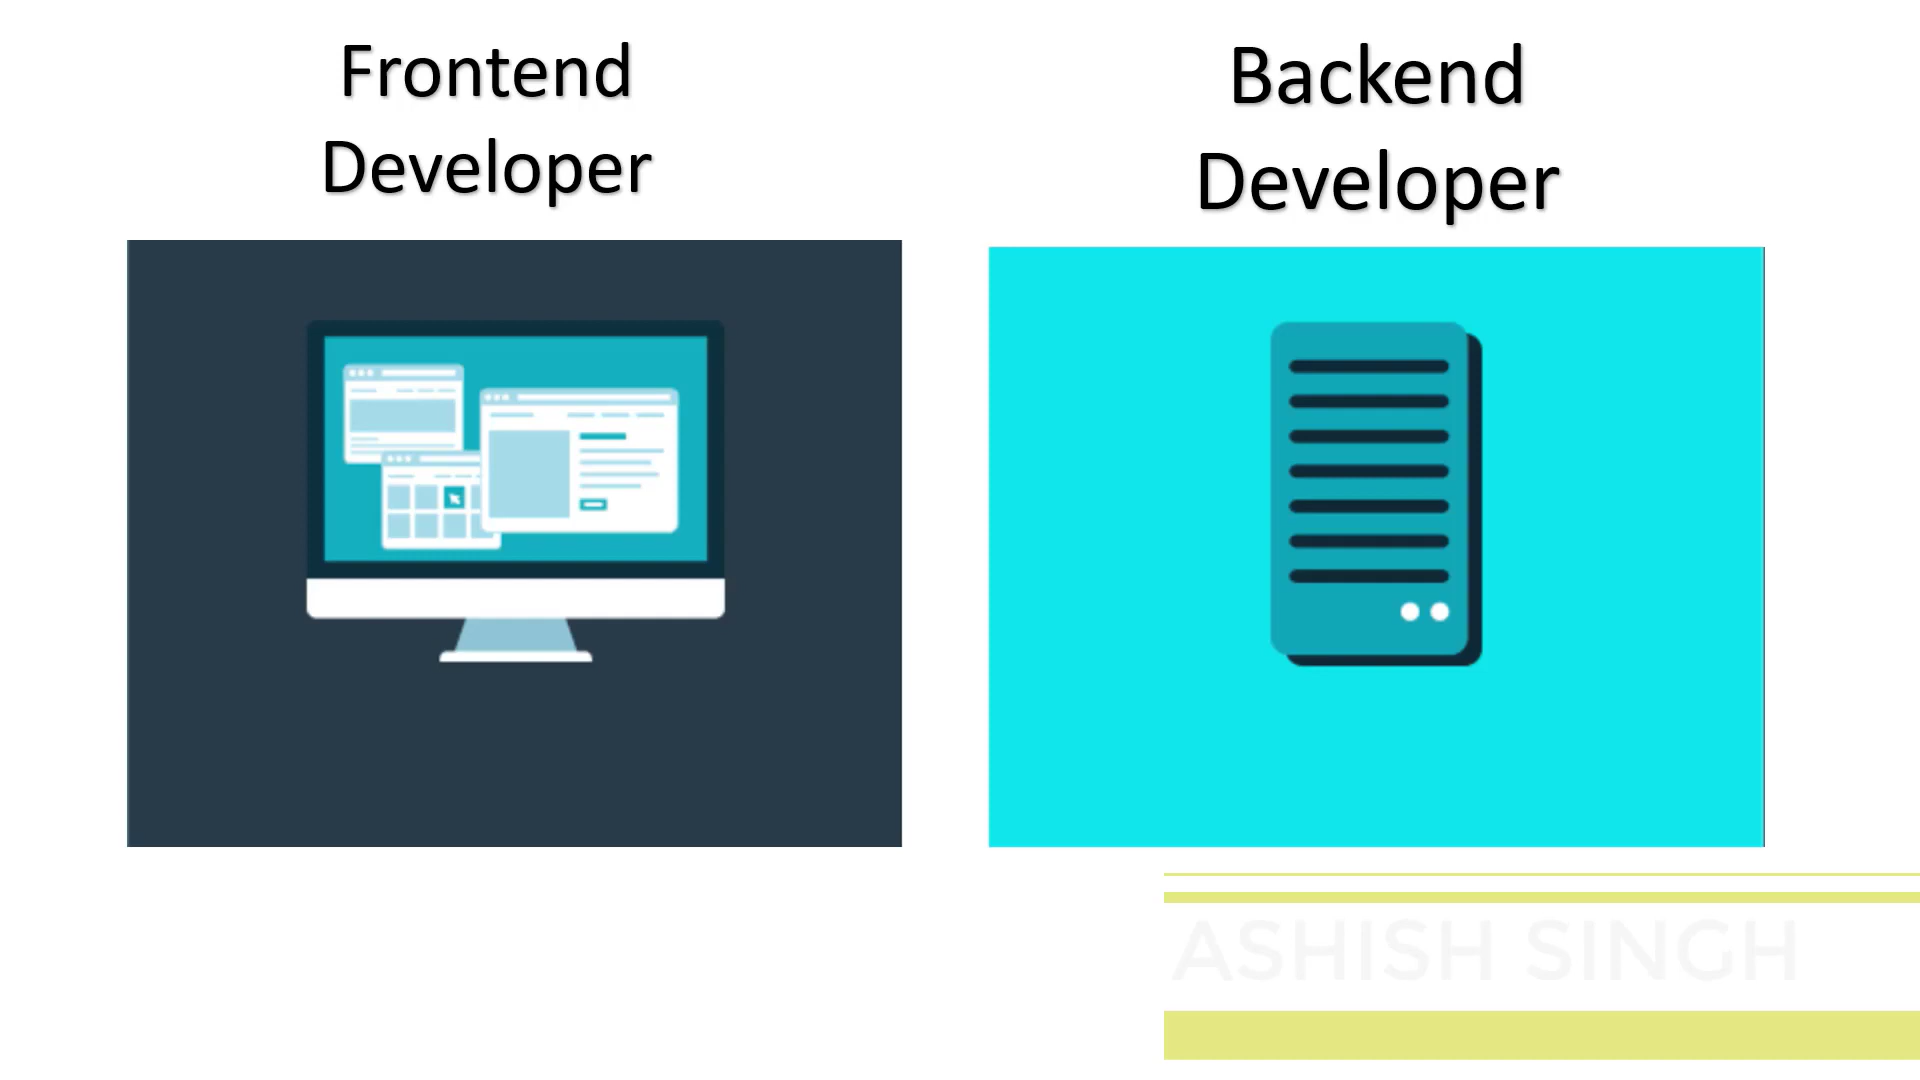 Frontend
Developer
Backend
Developer
ASHISH SINGH